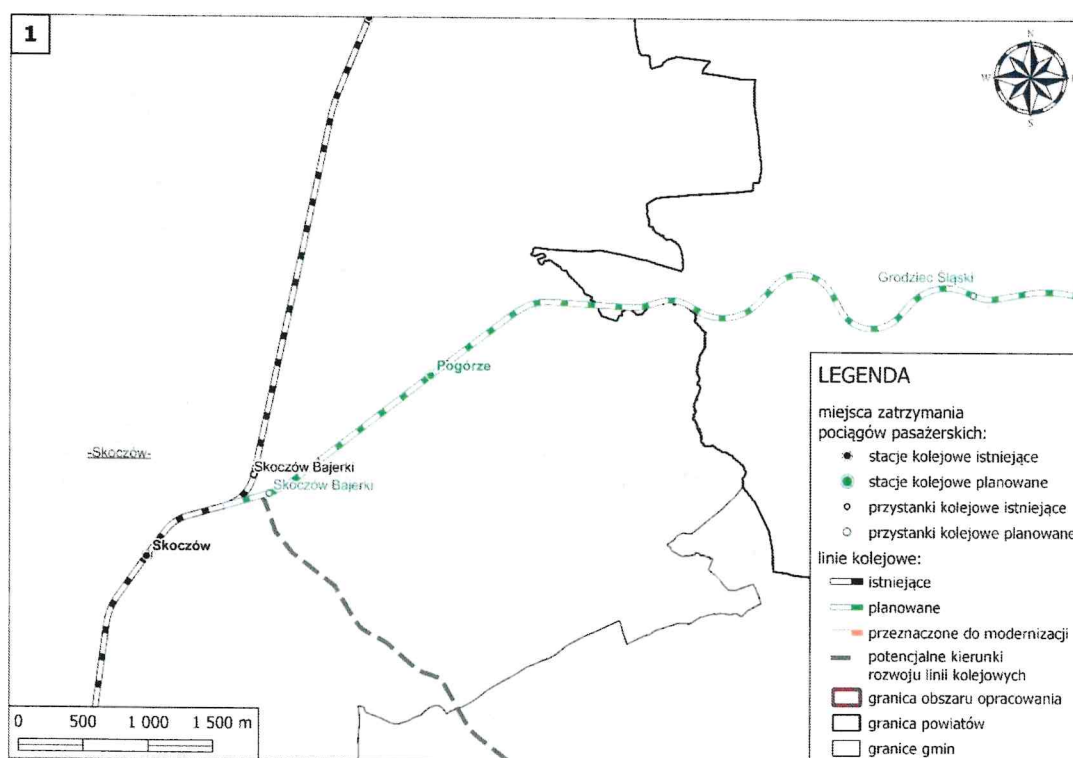 1
N
W
S
Grodziec Śląski
Pogórze
-Skoczów-
Skoczów Bajerki
Skoczów Bajerki
Skoczów
LEGENDA
miejsca zatrzymania
pociągów pasażerskich:
stacje kolejowe istniejące
stacje kolejowe planowane
przystanki kolejowe istniejące
przystanki kolejowe planowane
linie kolejowe:
istniejące
planowane
przeznaczone do modernizacji
potencjalne kierunki
rozwoju linii kolejowych
granica obszaru opracowania
granica powiatów
granice gmin
0 500 1 000 1 500 m